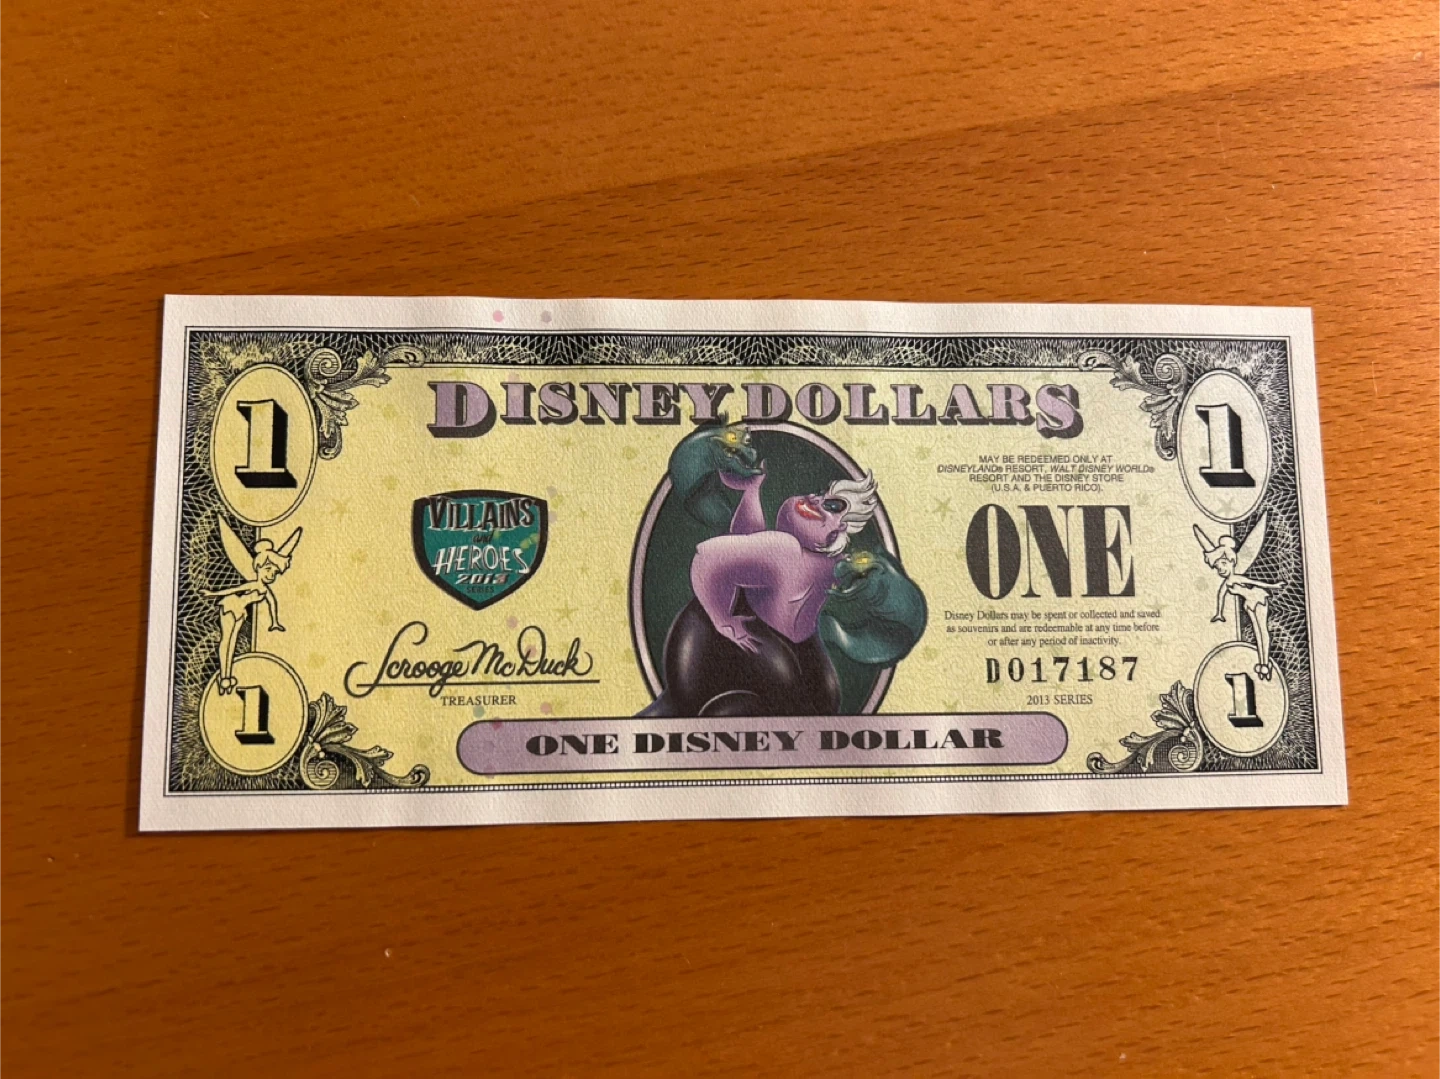 DISNEY DOLLARS
1
1
MAY BE REDEEMED ONLY AT
DISNEYLAND® RESORT, WALT DISNEY WORLD®
RESORT AND THE DISNEY STORE
(U.S.A. & PUERTO RICO).
VILLAINS
and
HEROES
2013
SERIES
ONE
Disney Dollars may be spent or collected and saved
as souvenirs and are redeemable at any time before
or after any period of inactivity.
Scrooge McDuck
TREASURER
D017187
2013 SERIES
1
1
ONE DISNEY DOLLAR